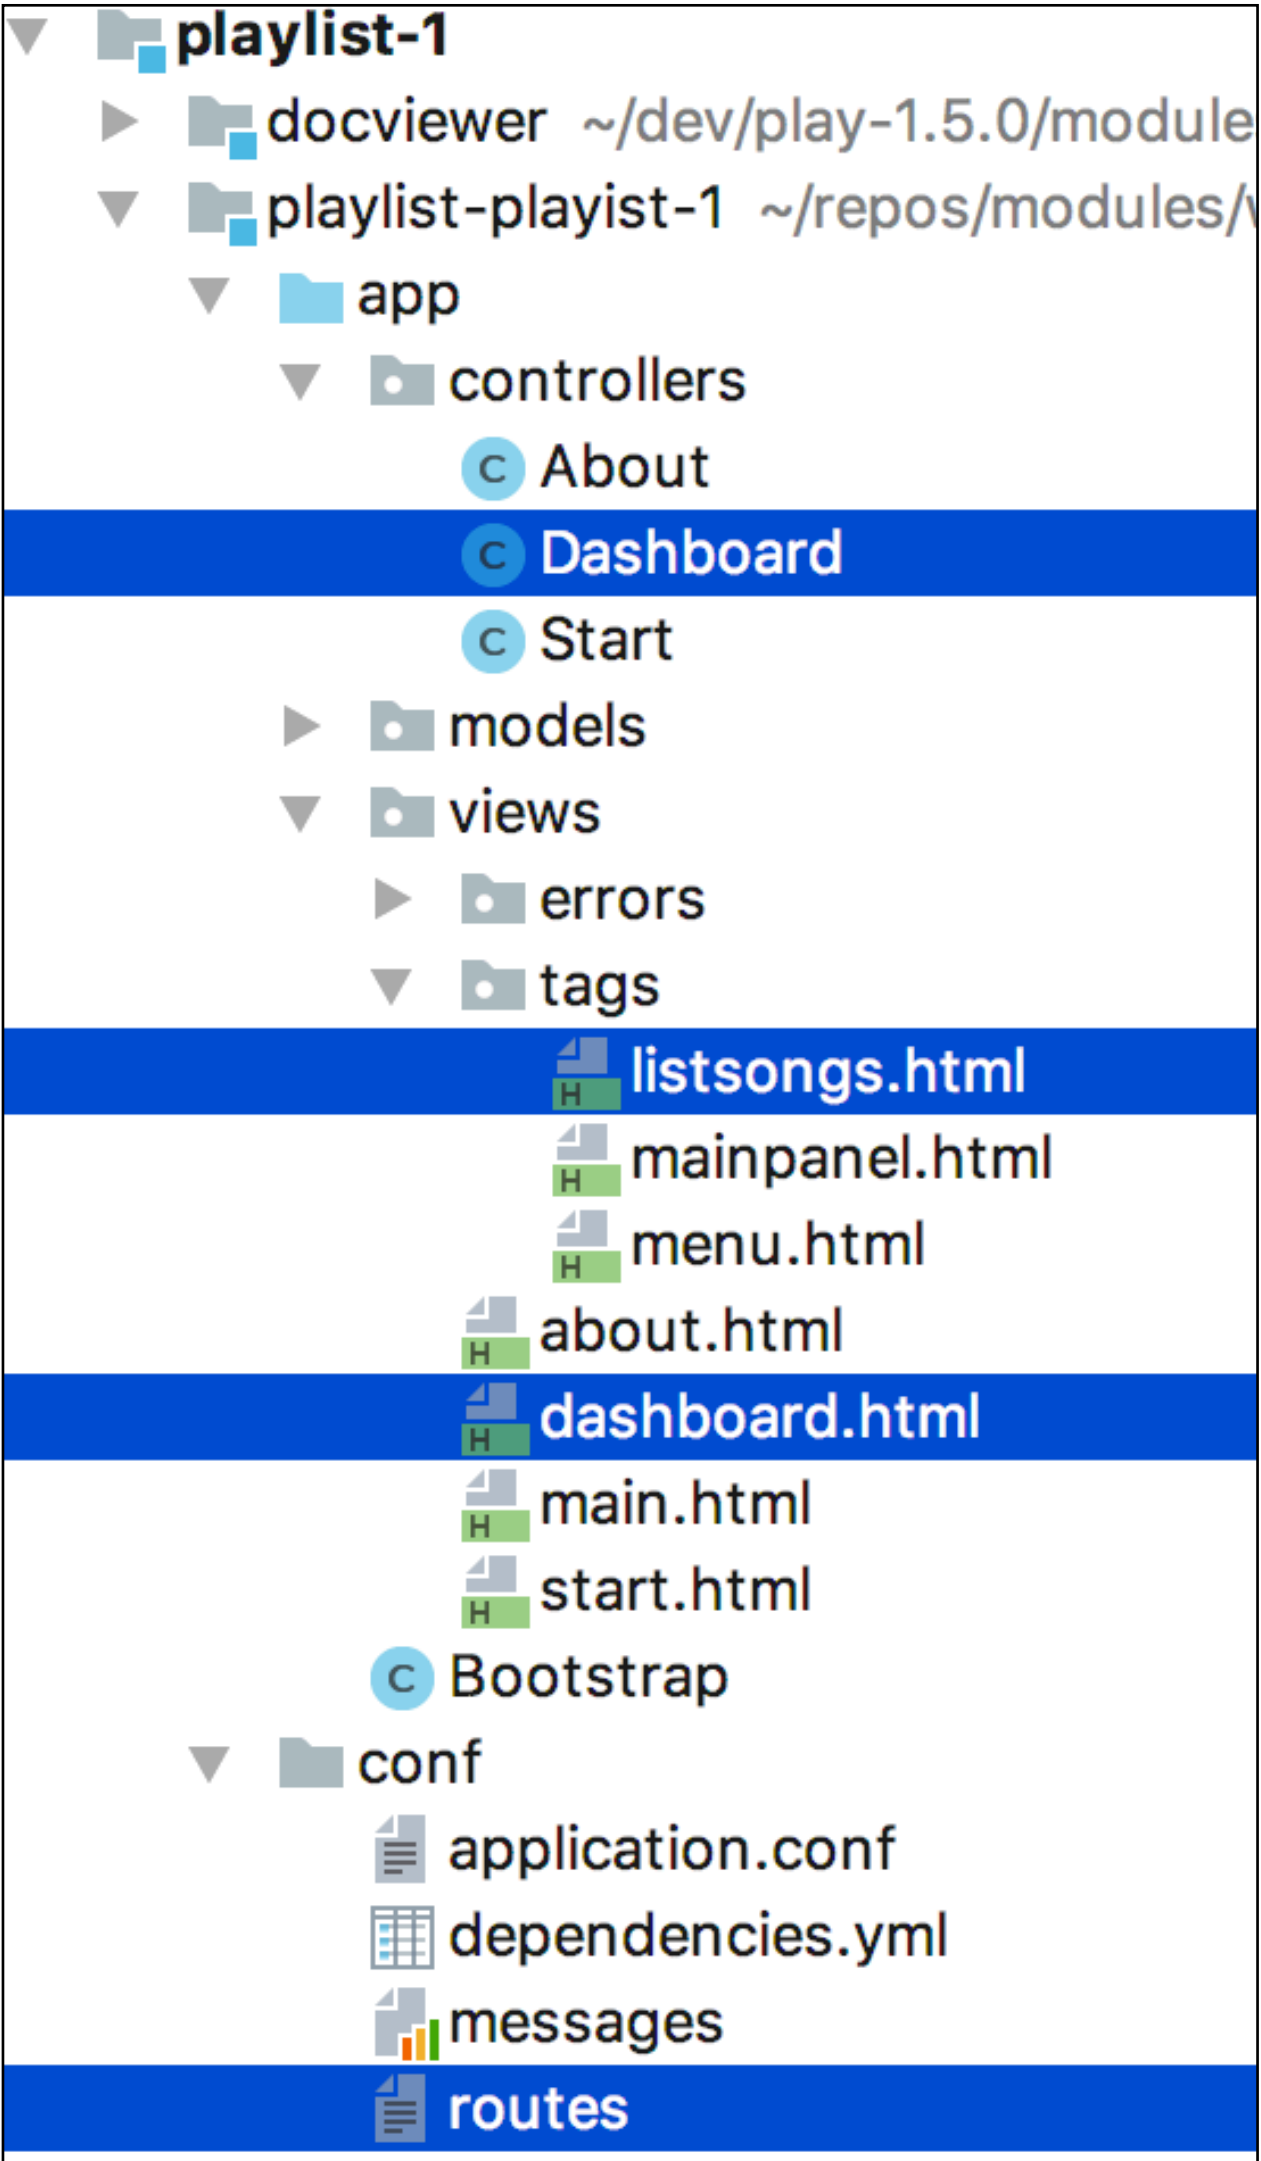 playlist-1
docviewer ~/dev/play-1.5.0/module
playlist-playist-1 ~/repos/modules/
app
controllers
C About
C Dashboard
C Start
models
views
errors
tags
H listsongs.html
H mainpanel.html
H menu.html
H about.html
H dashboard.html
H main.html
H start.html
C Bootstrap
conf
application.conf
dependencies.yml
messages
routes